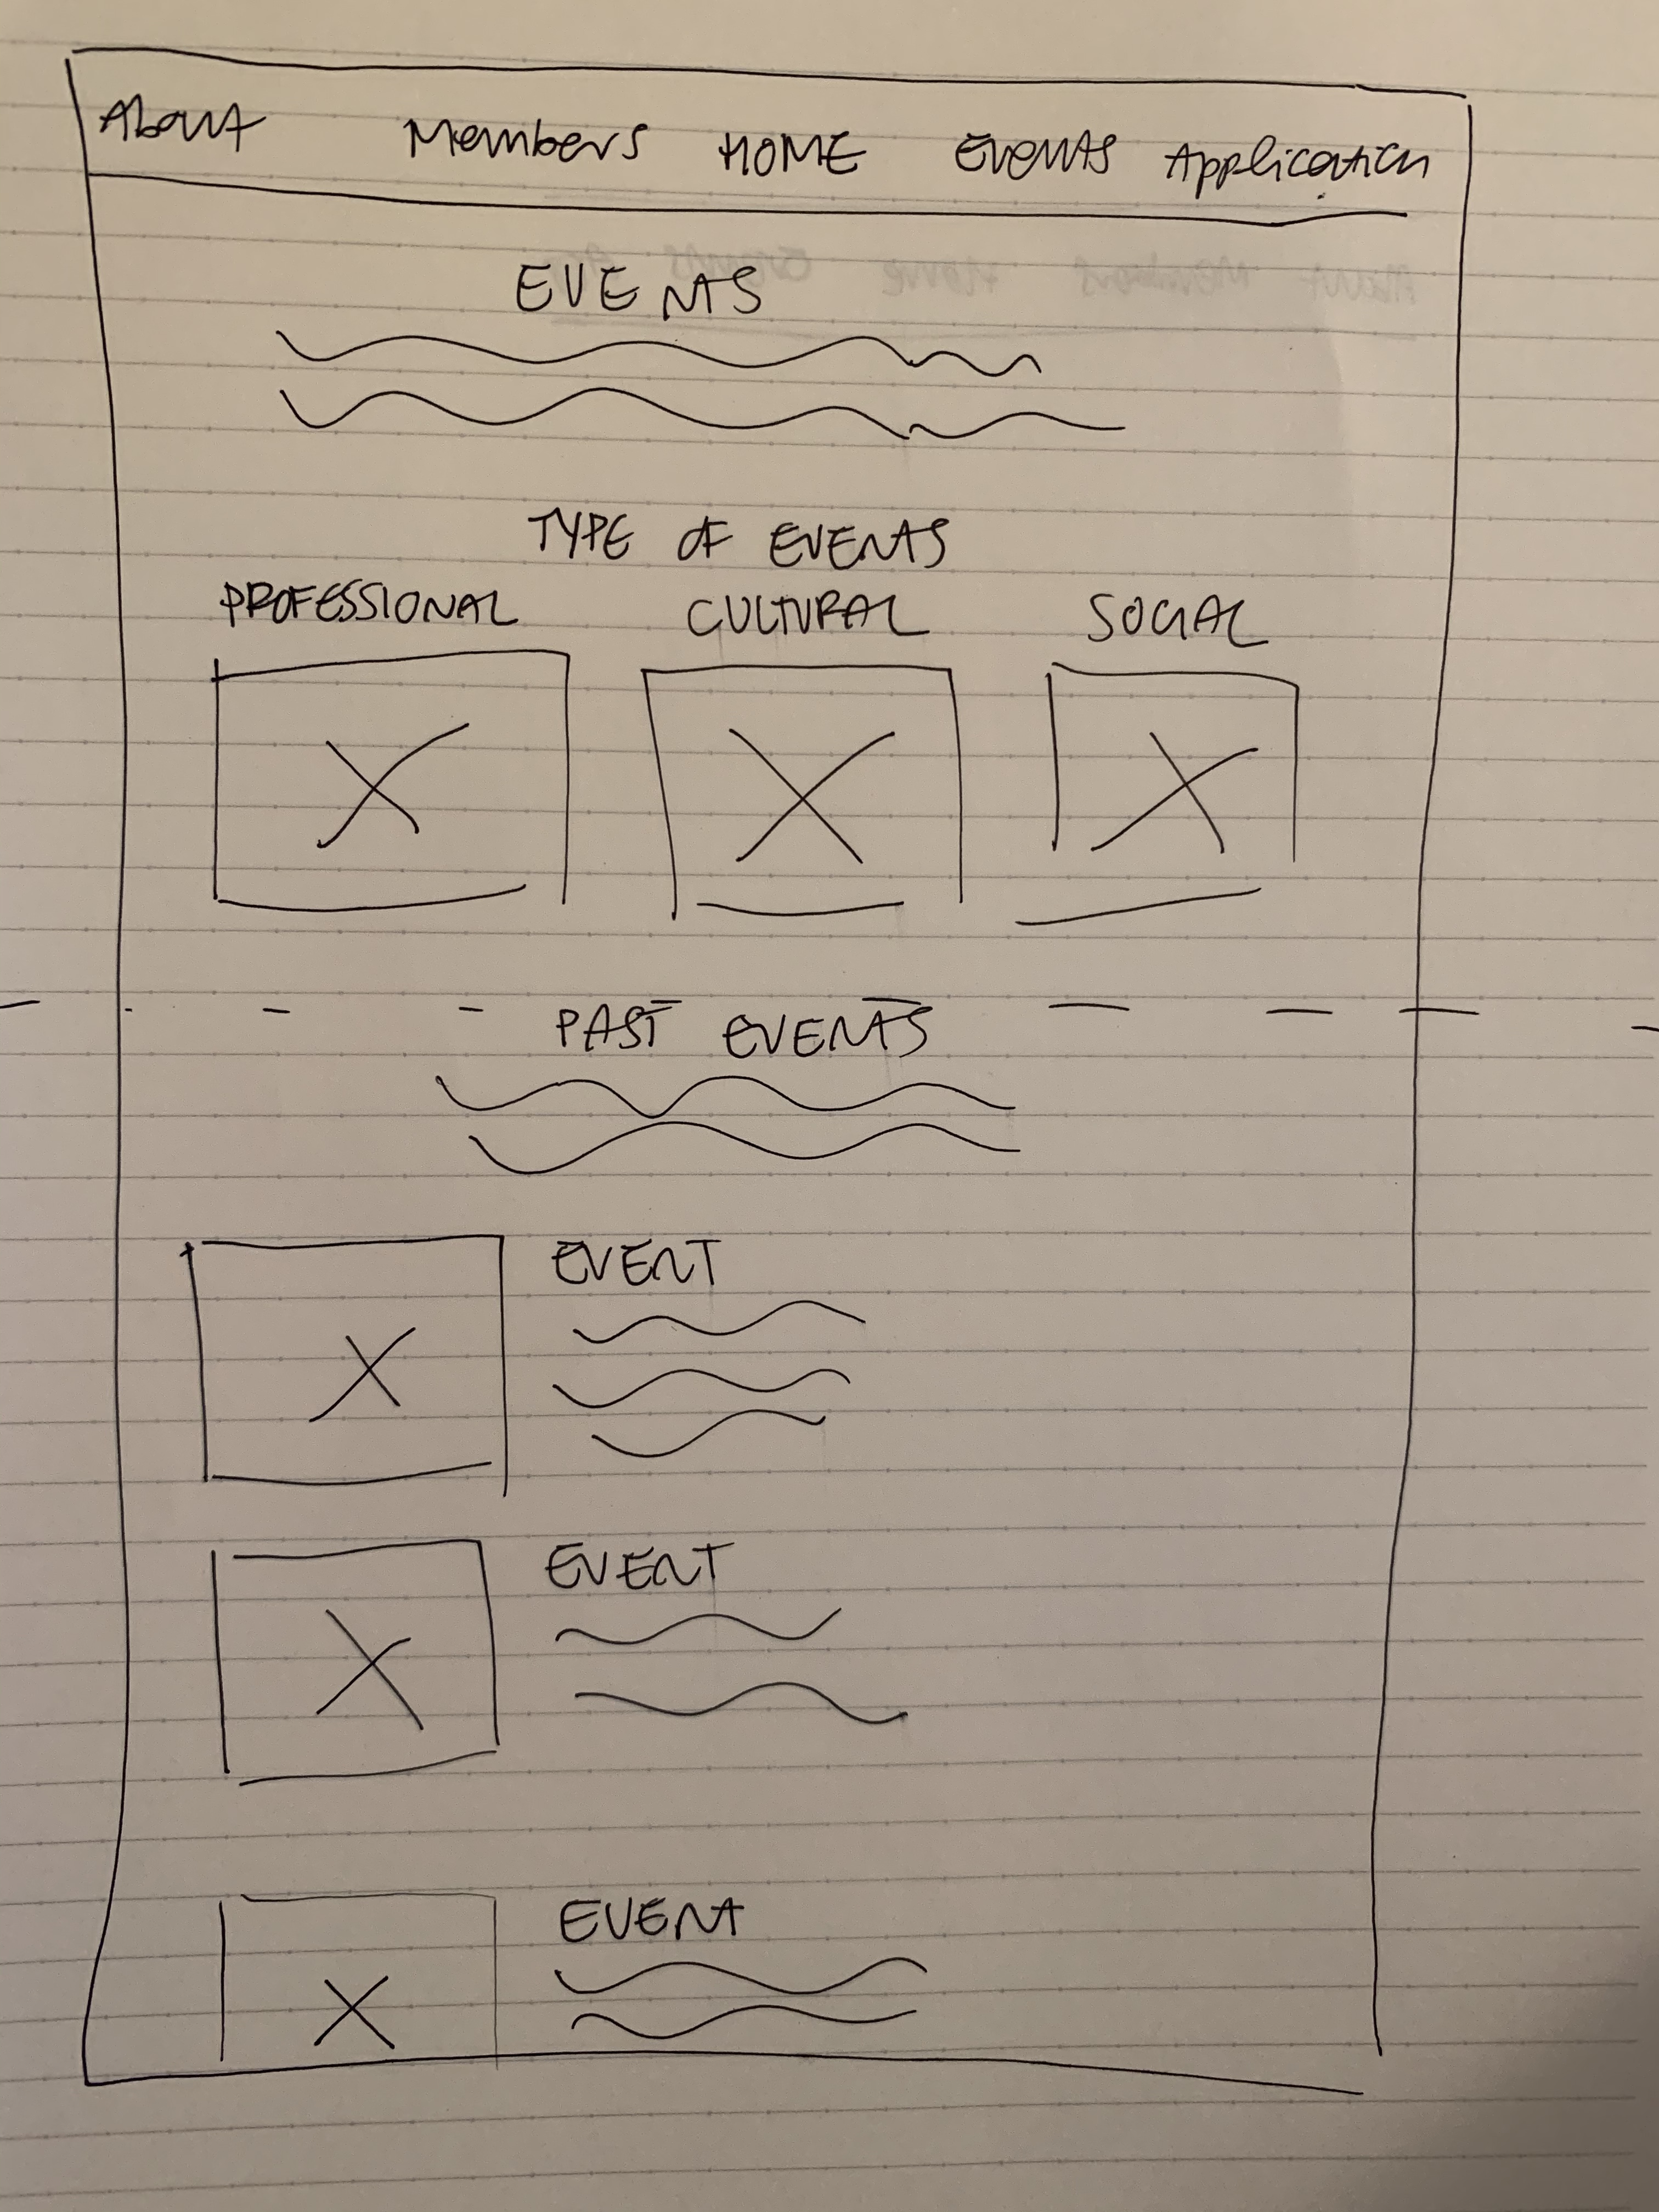 About Members HOME Events Application
EVENTS
TYPE OF EVENTS
PROFESSIONAL CULTURAL SOCIAL
PAST EVENTS
EVENT
EVENT
EVENT